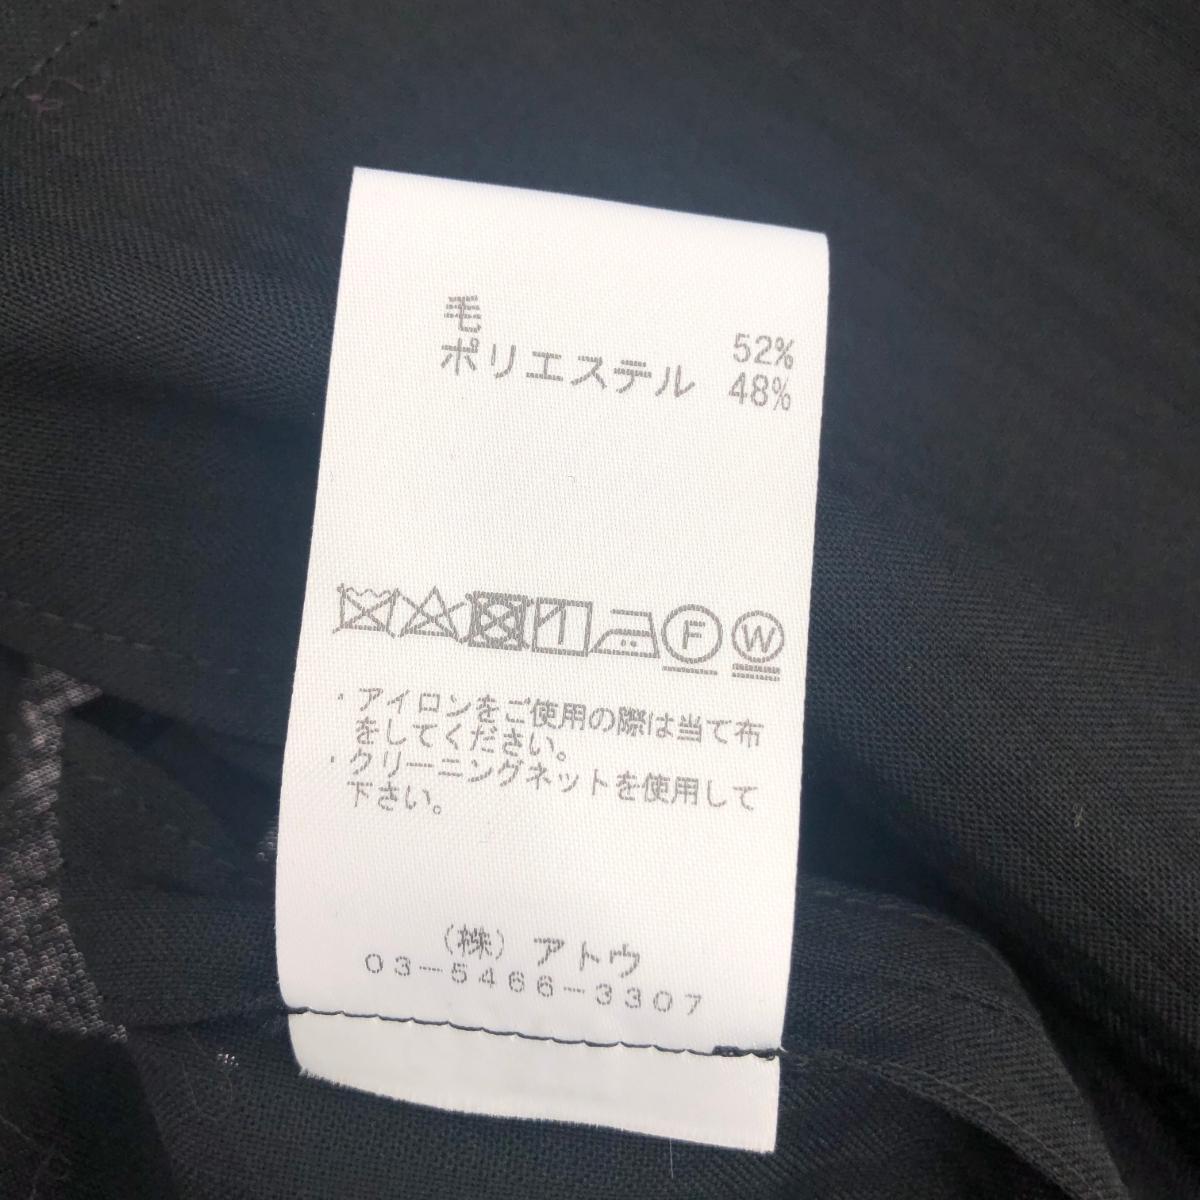 毛 52%
ポリエステル 48%
F W
・アイロンをご使用の際は当て布
をしてください。
・クリーニングネットを使用して
下さい。
(株) アトウ
03-5466-3307